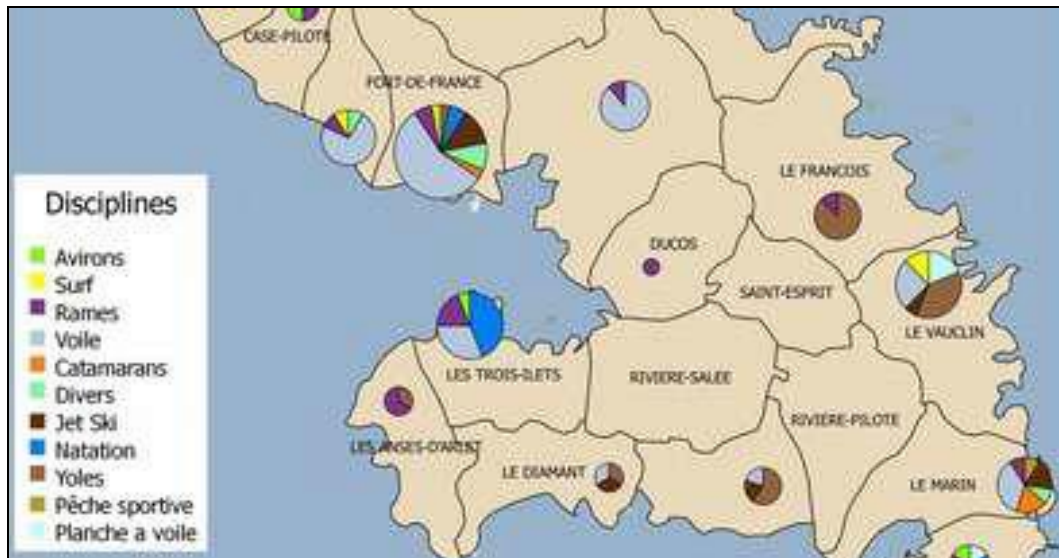 CASE-PILOTE
FORT-DE-FRANCE
LE FRANCOIS
DUCOS
SAINT-ESPRIT
LE VAUCLIN
LES TROIS-ILETS
RIVIERE-SALEE
RIVIERE-PILOTE
LES ANSES-D'ARLET
LE DIAMANT
LE MARIN
Disciplines
Avirons
Surf
Rames
Voile
Catamarans
Divers
Jet Ski
Natation
Yoles
Pêche sportive
Planche a voile